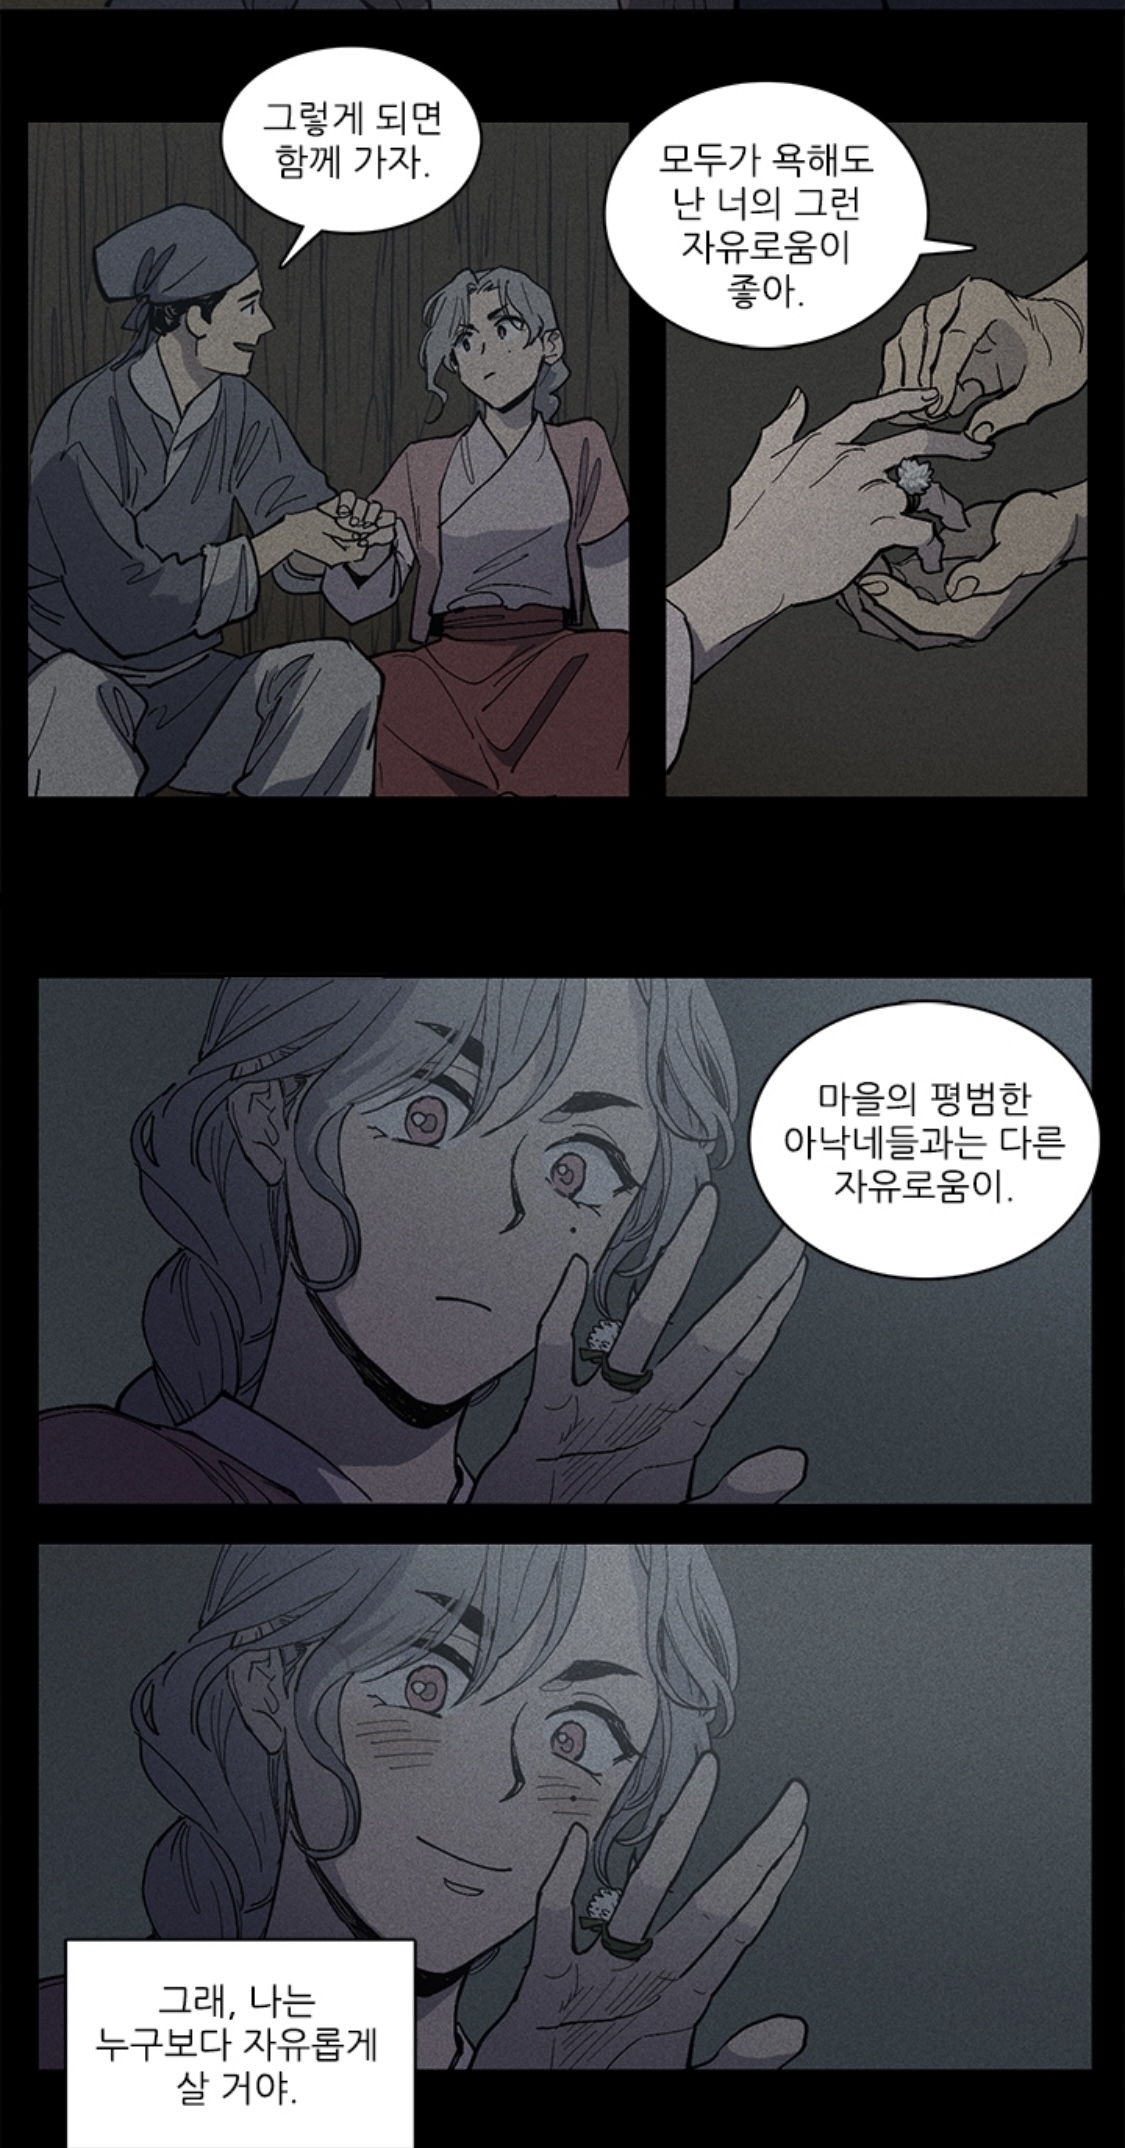 그렇게 되면
함께 가자.
모두가 욕해도
난 너의 그런
자유로움이
좋아.
마을의 평범한
아낙네들과는 다른
자유로움이.
그래, 나는
누구보다 자유롭게
살 거야.